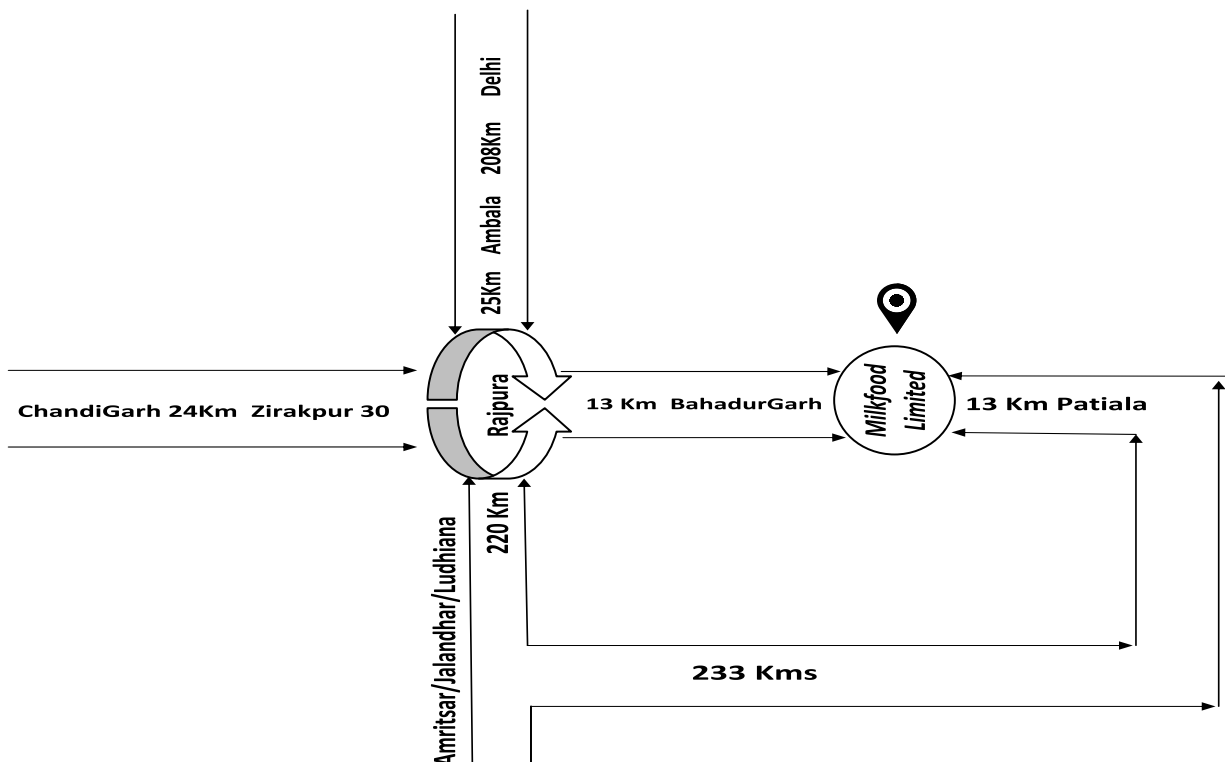 25Km Ambala 208Km Delhi
ChandiGarh 24Km Zirakpur 30
Rajpura
13 Km BahadurGarh
Milkfood
Limited
13 Km Patiala
Amritsar/Jalandhar/Ludhiana
220 Km
233 Kms